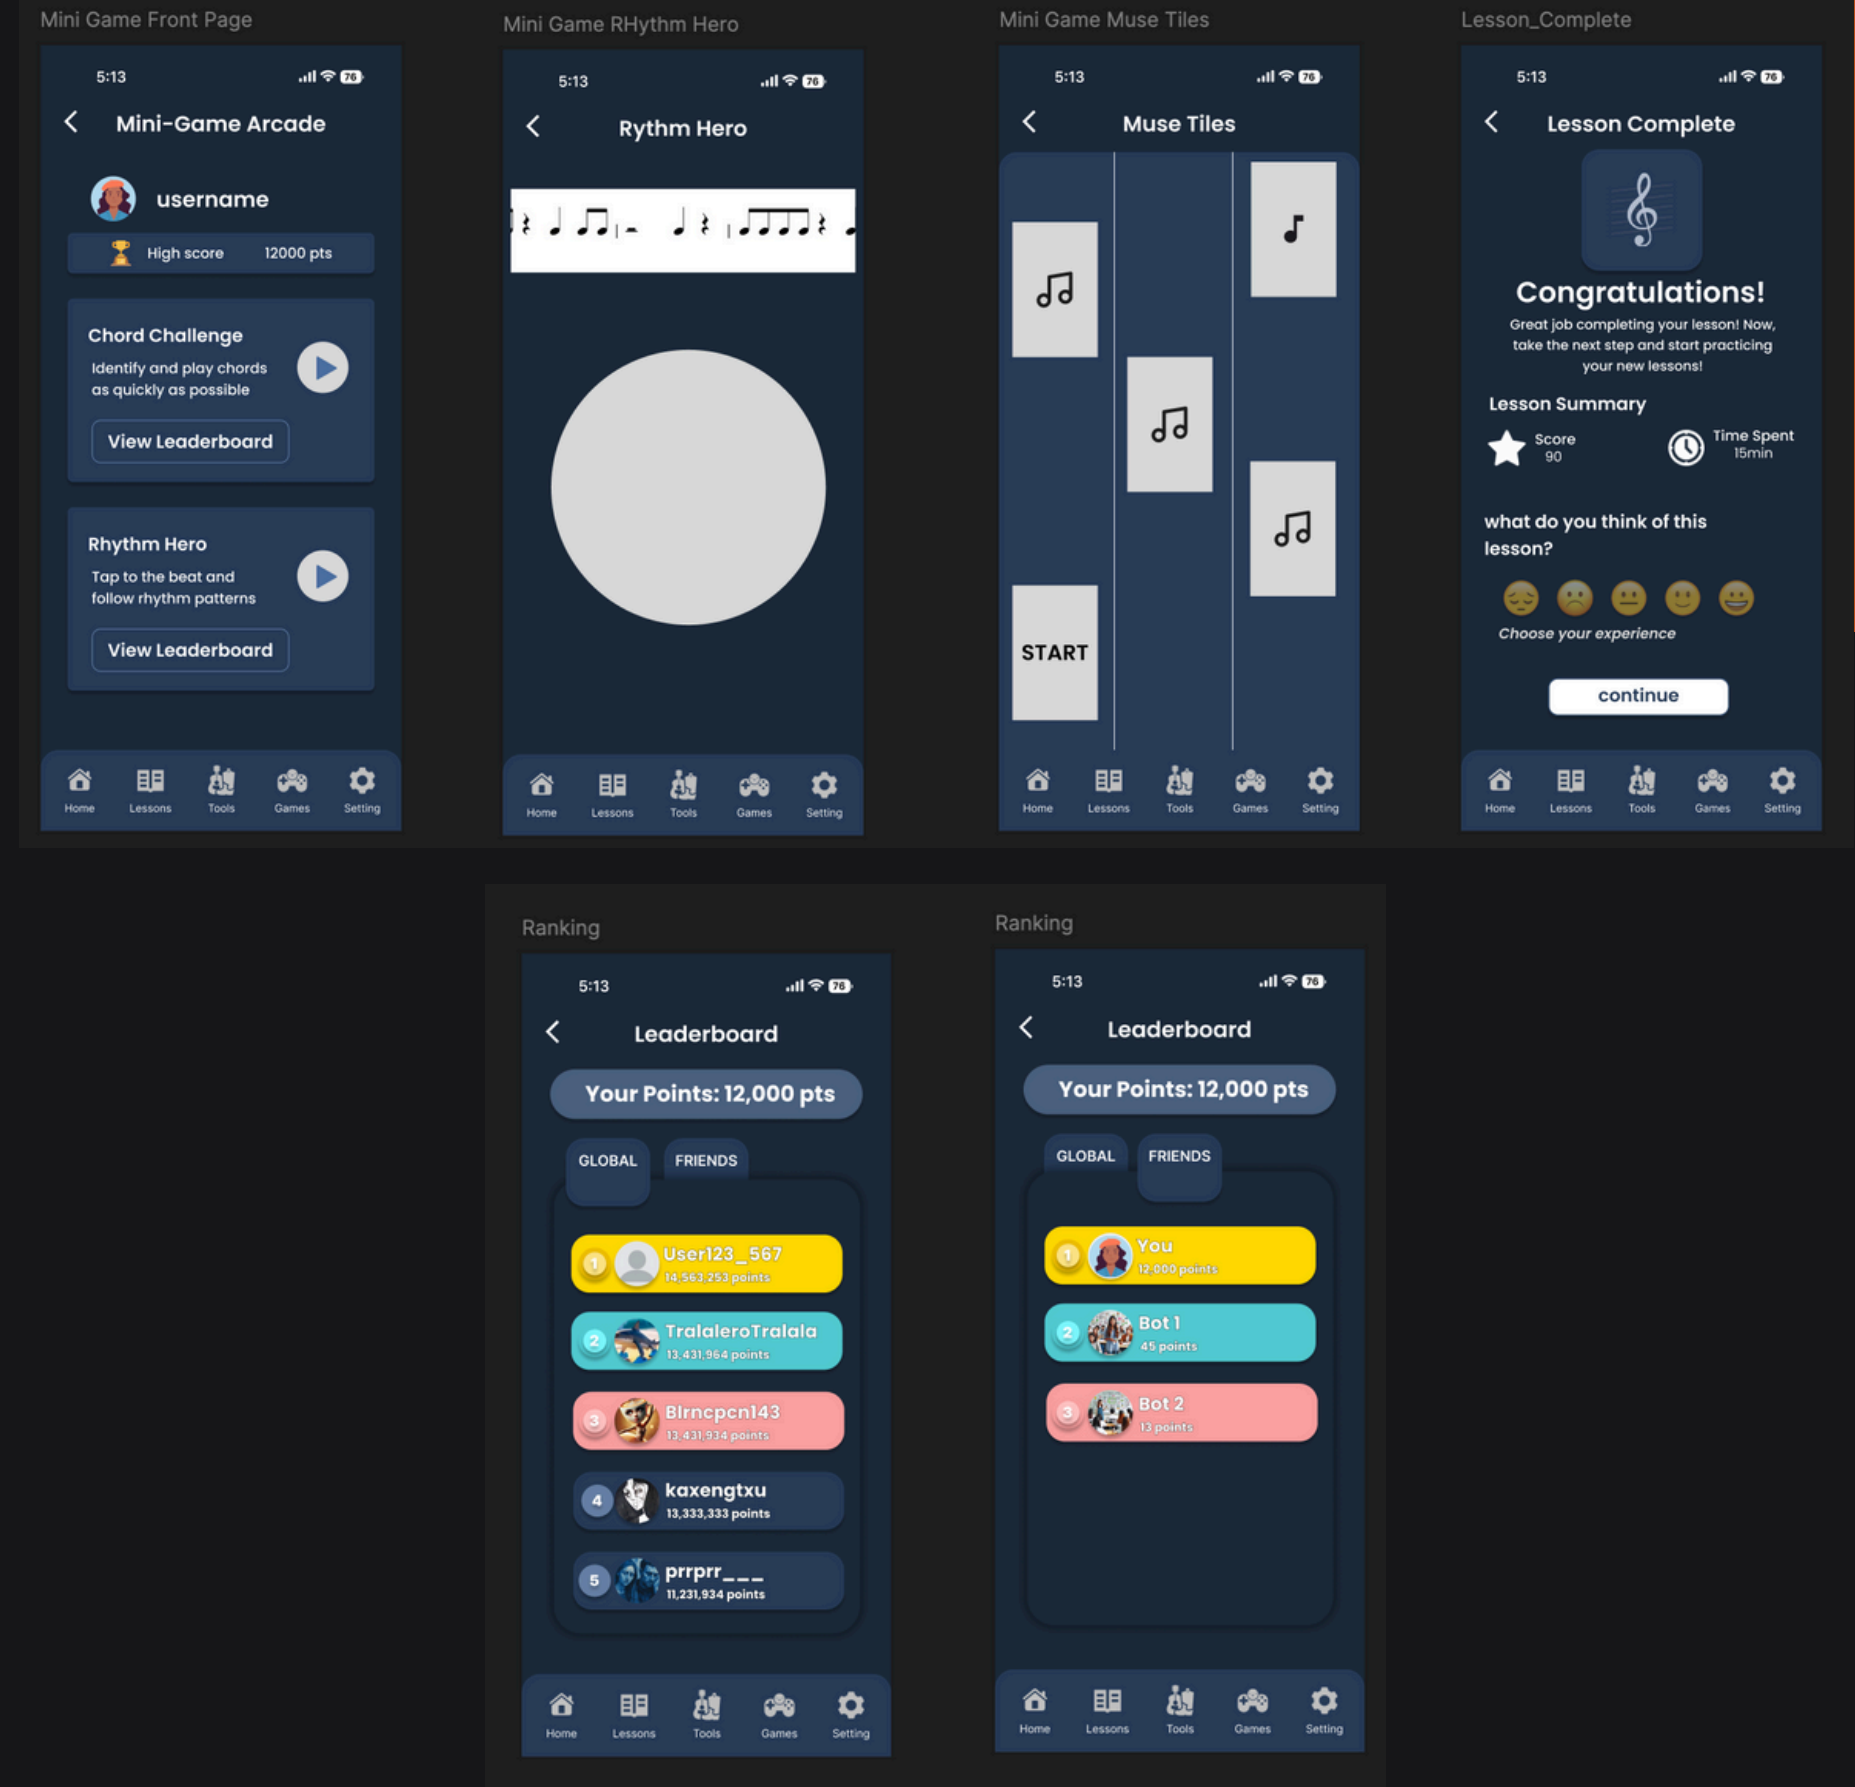 Mini Game Front Page
5:13
76
Mini-Game Arcade
username
High score 12000 pts
Chord Challenge
Identify and play chords
as quickly as possible
View Leaderboard
Rhythm Hero
Tap to the beat and
follow rhythm patterns
View Leaderboard
Home Lessons Tools Games Setting
Mini Game RHythm Hero
5:13
76
Rythm Hero
Home Lessons Tools Games Setting
Mini Game Muse Tiles
5:13
76
Muse Tiles
START
Home Lessons Tools Games Setting
Lesson_Complete
5:13
76
Lesson Complete
Congratulations!
Great job completing your lesson! Now,
take the next step and start practicing
your new lessons!
Lesson Summary
Score
90
Time Spent
15min
what do you think of this
lesson?
Choose your experience
continue
Home Lessons Tools Games Setting
Ranking
5:13
76
Leaderboard
Your Points: 12,000 pts
GLOBAL FRIENDS
1
User123_567
14,563,253 points
2
TralaleroTralala
13,431,964 points
3
Blrncpcn143
13,431,934 points
4
kaxengtxu
13,333,333 points
5
prrprr___
11,231,934 points
Home Lessons Tools Games Setting
Ranking
5:13
76
Leaderboard
Your Points: 12,000 pts
GLOBAL FRIENDS
1
You
12,000 points
2
Bot 1
45 points
3
Bot 2
13 points
Home Lessons Tools Games Setting